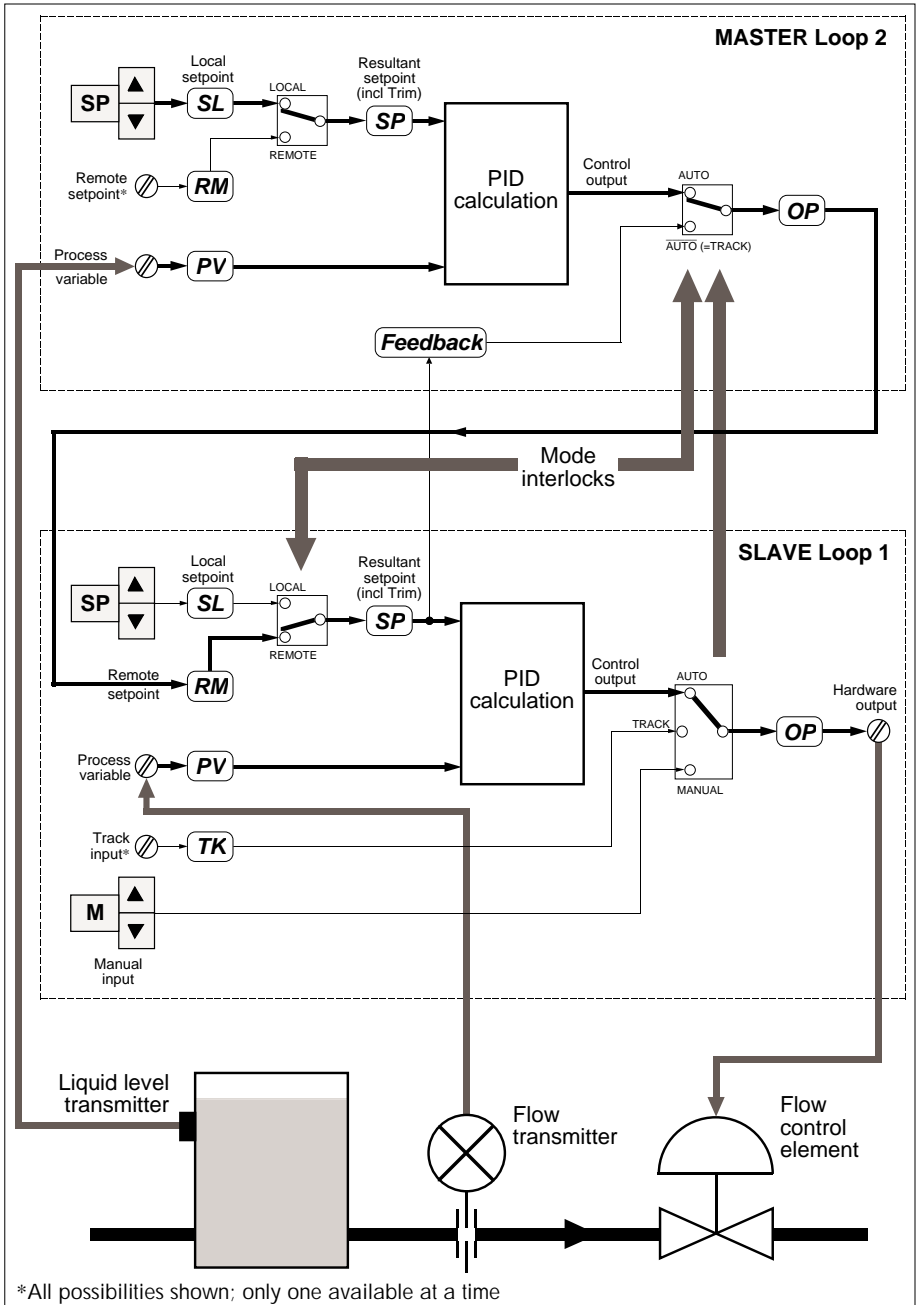 MASTER Loop 2
Local
setpoint
Resultant
setpoint
(incl Trim)
SP
SL
LOCAL
REMOTE
SP
Remote
setpoint*
RM
PID
calculation
Control
output
AUTO
AUTO (=TRACK)
OP
Process
variable
PV
Feedback
Mode
interlocks
SLAVE Loop 1
Local
setpoint
Resultant
setpoint
(incl Trim)
SP
SL
LOCAL
REMOTE
SP
Remote
setpoint
RM
PID
calculation
Control
output
AUTO
TRACK
MANUAL
OP
Hardware
output
Process
variable
PV
Track
input*
TK
M
Manual
input
Liquid level
transmitter
Flow
transmitter
Flow
control
element
*All possibilities shown; only one available at a time